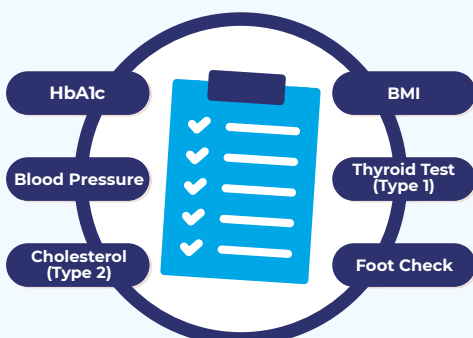 HbA1c
Blood Pressure
Cholesterol
(Type 2)
BMI
Thyroid Test
(Type 1)
Foot Check